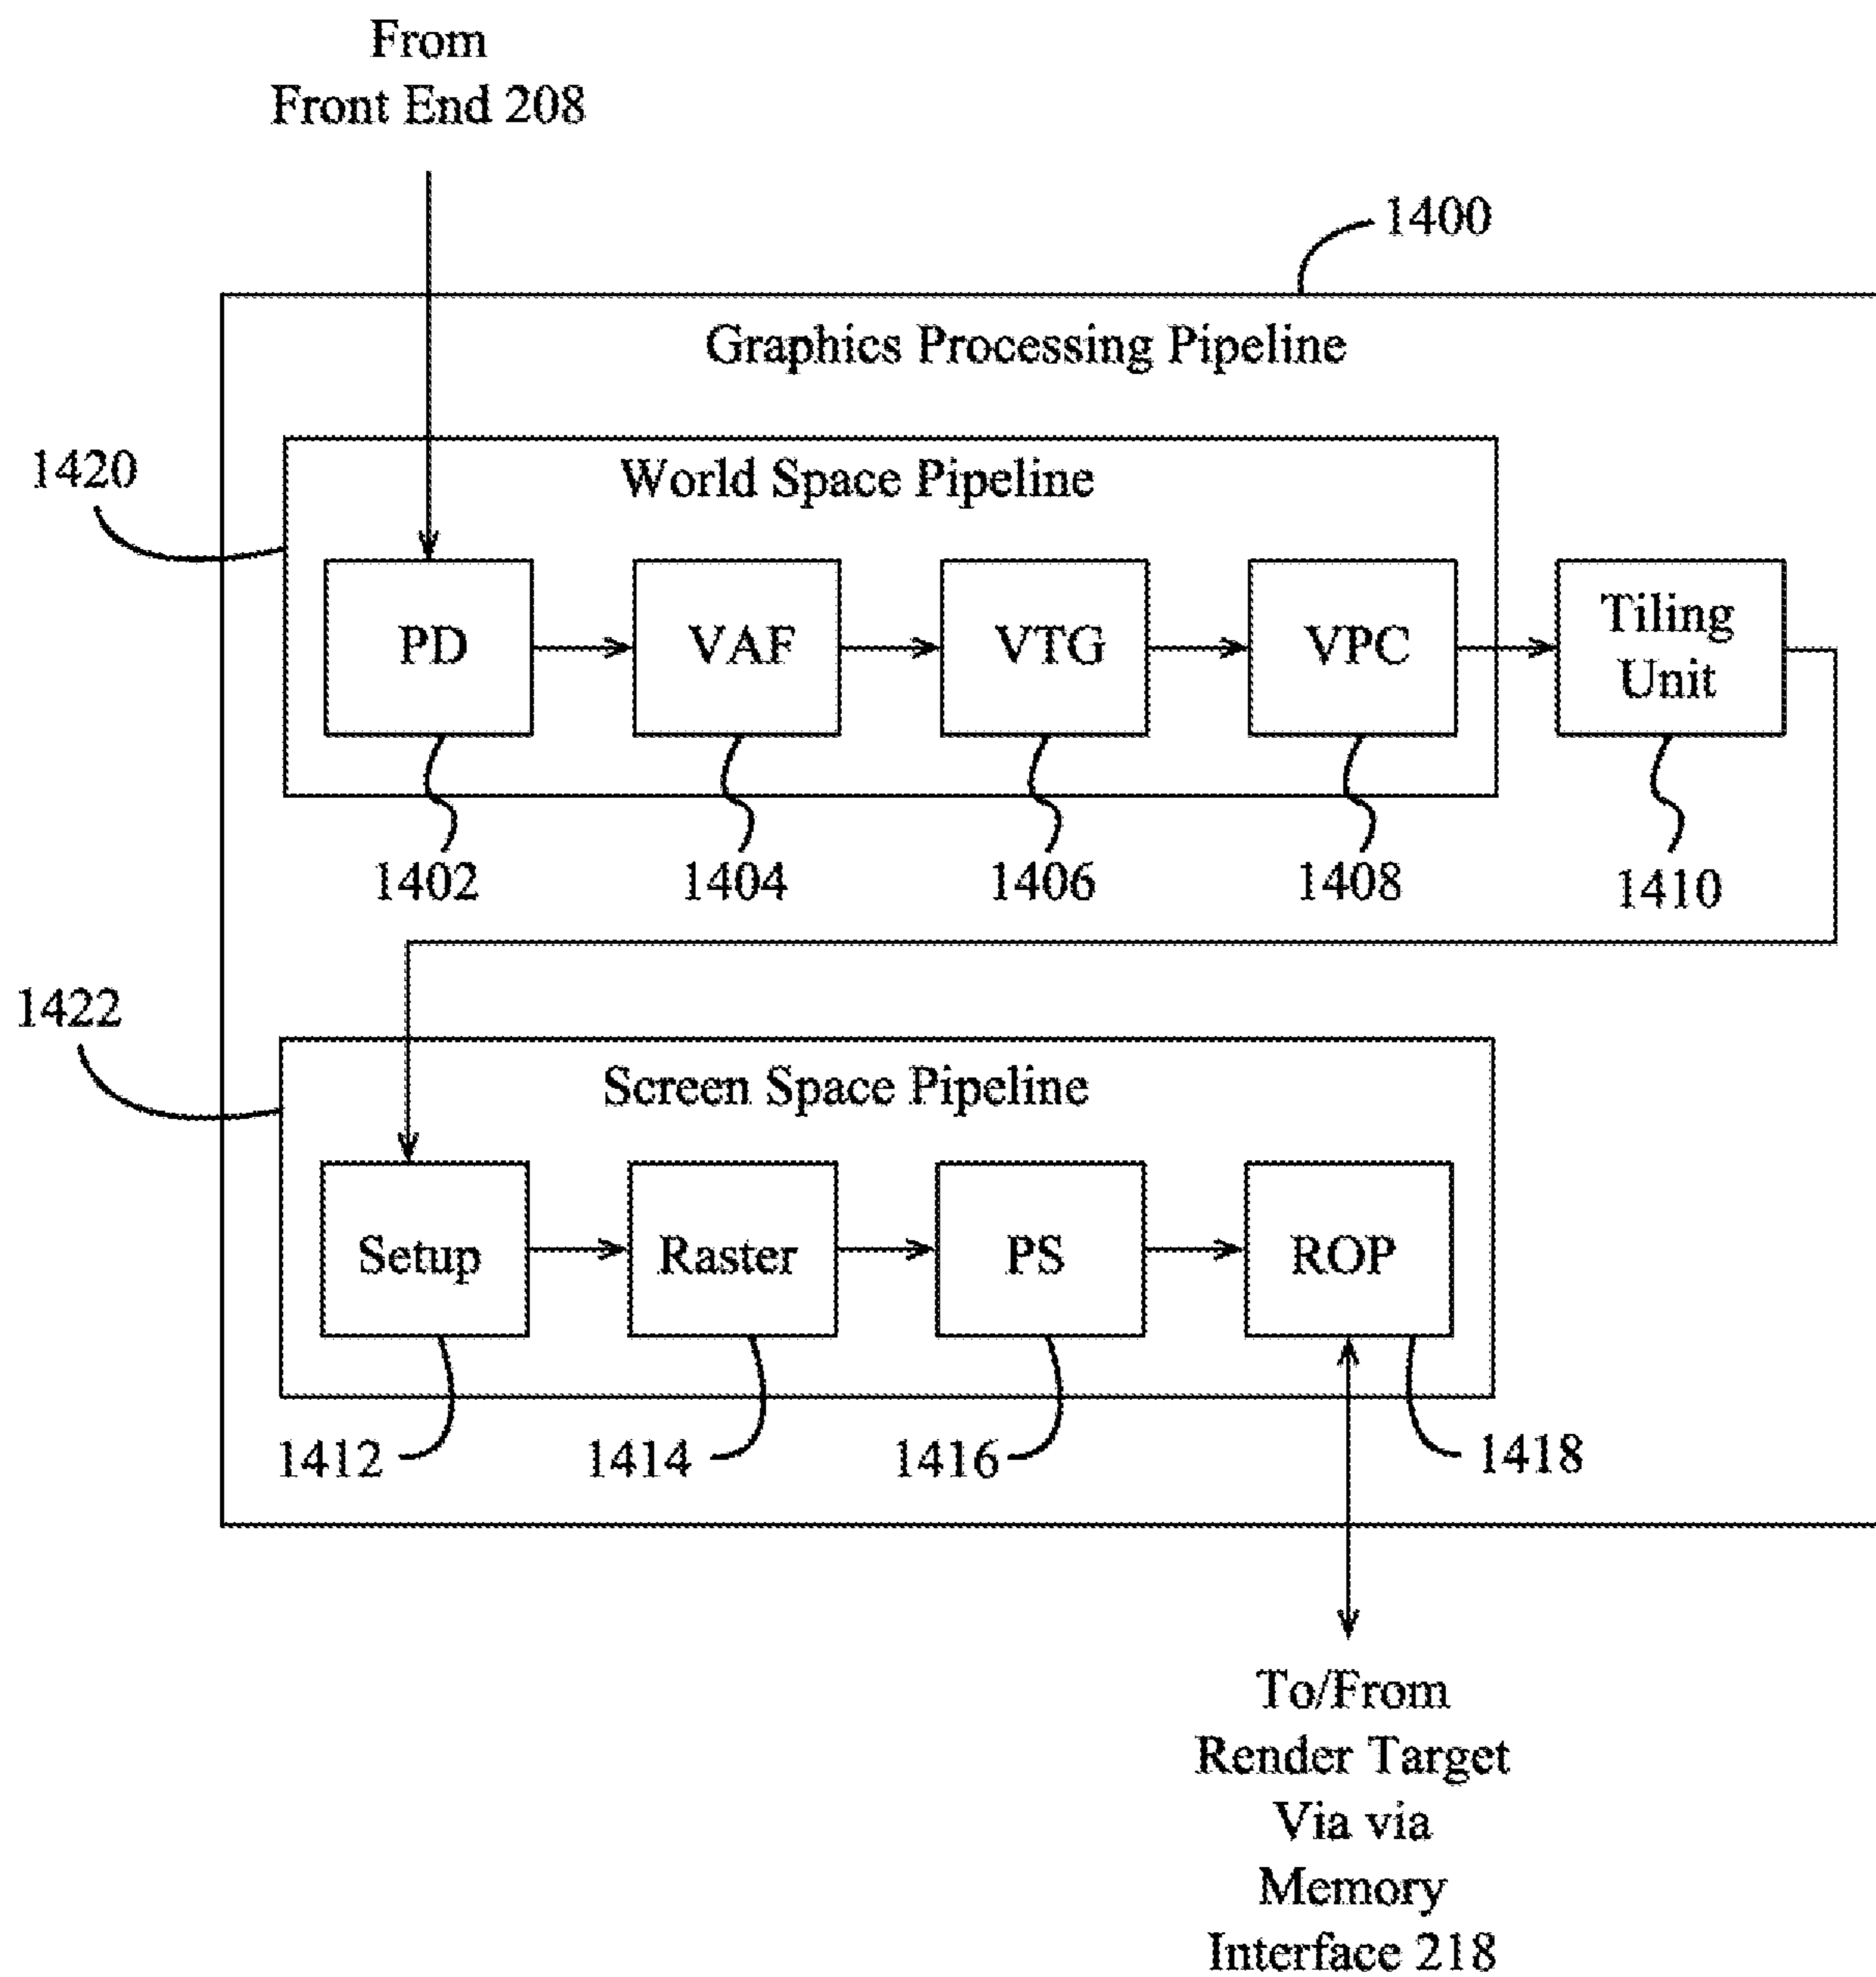 From
Front End 208
1400
Graphics Processing Pipeline
1420
World Space Pipeline
PD
VAF
VTG
VPC
Tiling
Unit
1402
1404
1406
1408
1410
1422
Screen Space Pipeline
Setup
Raster
PS
ROP
1412
1414
1416
1418
To/From
Render Target
Via via
Memory
Interface 218